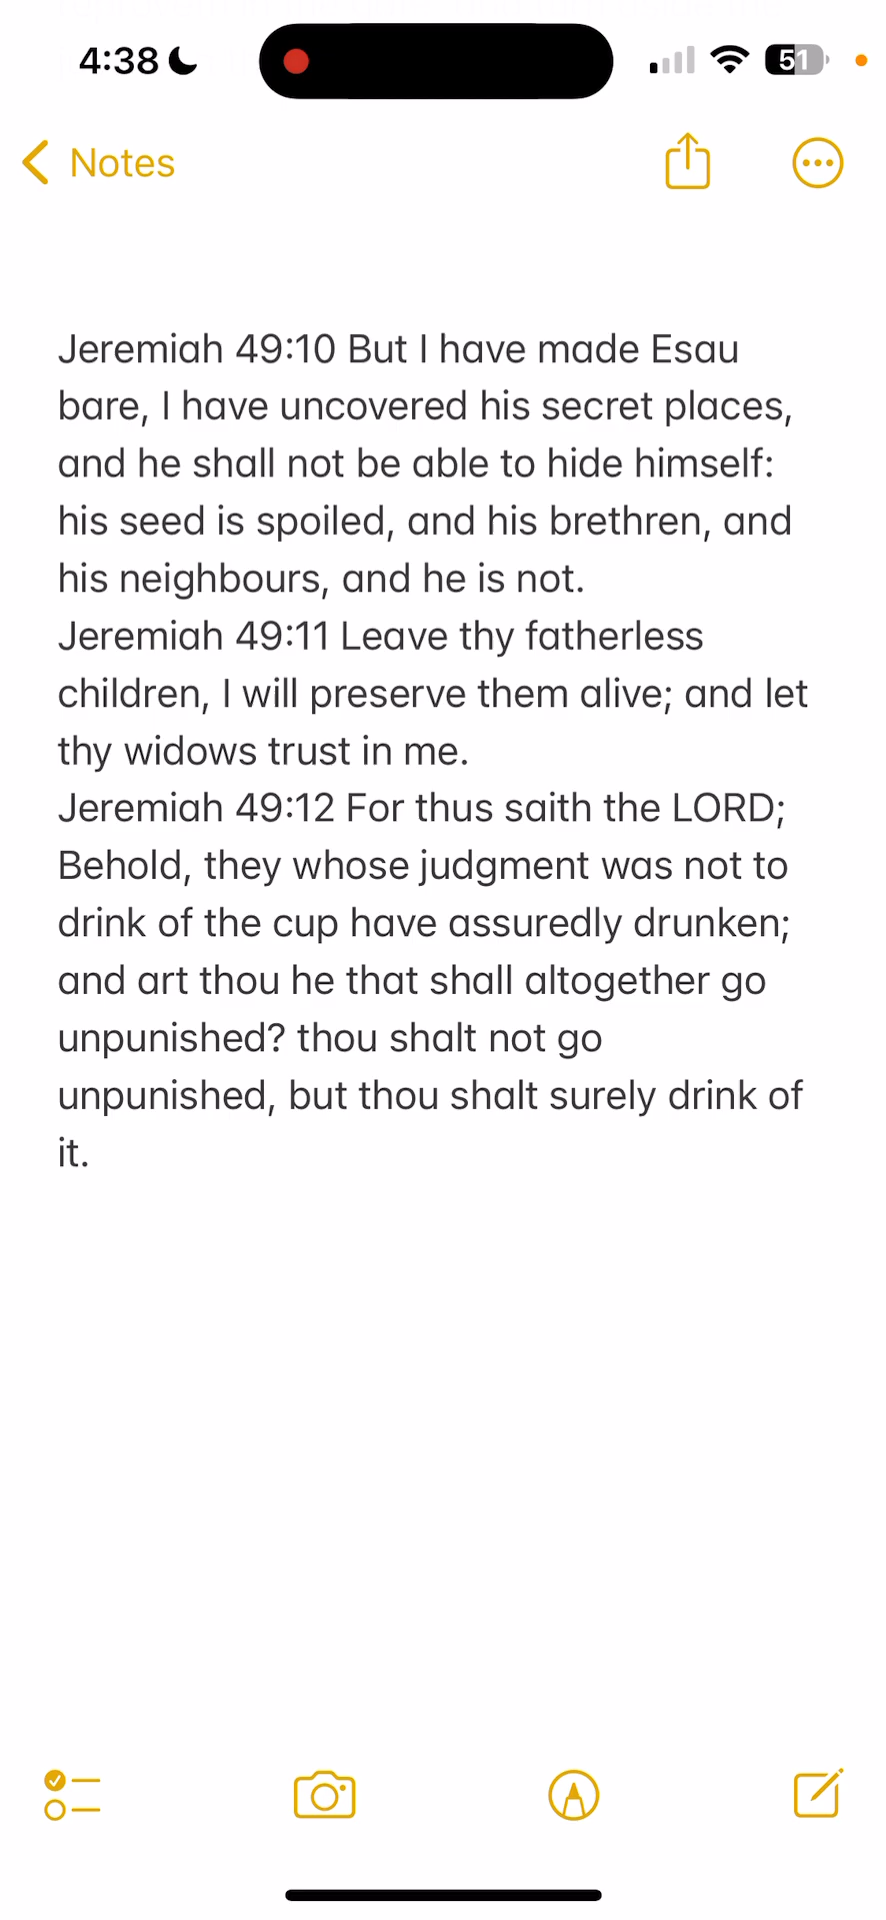 4:38
51
Notes
Jeremiah 49:10 But I have made Esau
bare, I have uncovered his secret places,
and he shall not be able to hide himself:
his seed is spoiled, and his brethren, and
his neighbours, and he is not.
Jeremiah 49:11 Leave thy fatherless
children, I will preserve them alive; and let
thy widows trust in me.
Jeremiah 49:12 For thus saith the LORD;
Behold, they whose judgment was not to
drink of the cup have assuredly drunken;
and art thou he that shall altogether go
unpunished? thou shalt not go
unpunished, but thou shalt surely drink of
it.